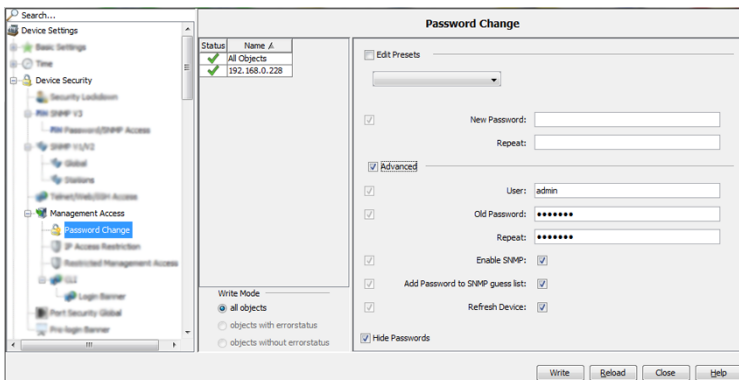 Search...
Device Settings
Basic Settings
Time
Device Security
Security Lockdown
SNMP V3
Password/SNMP Access
SNMP V1/V2
Global
Stations
Telnet/Web/SSH Access
Management Access
Password Change
IP Access Restriction
Restricted Management Access
CLI
Login Banner
Port Security Global
Pre-login Banner
Status Name
All Objects
192.168.0.228
Write Mode
all objects
objects with errorstatus
objects without errorstatus
Password Change
Edit Presets
New Password:
Repeat:
Advanced
User: admin
Old Password: •••••••
Repeat: •••••••
Enable SNMP:
Add Password to SNMP guess list:
Refresh Device:
Hide Passwords
Write Reload Close Help